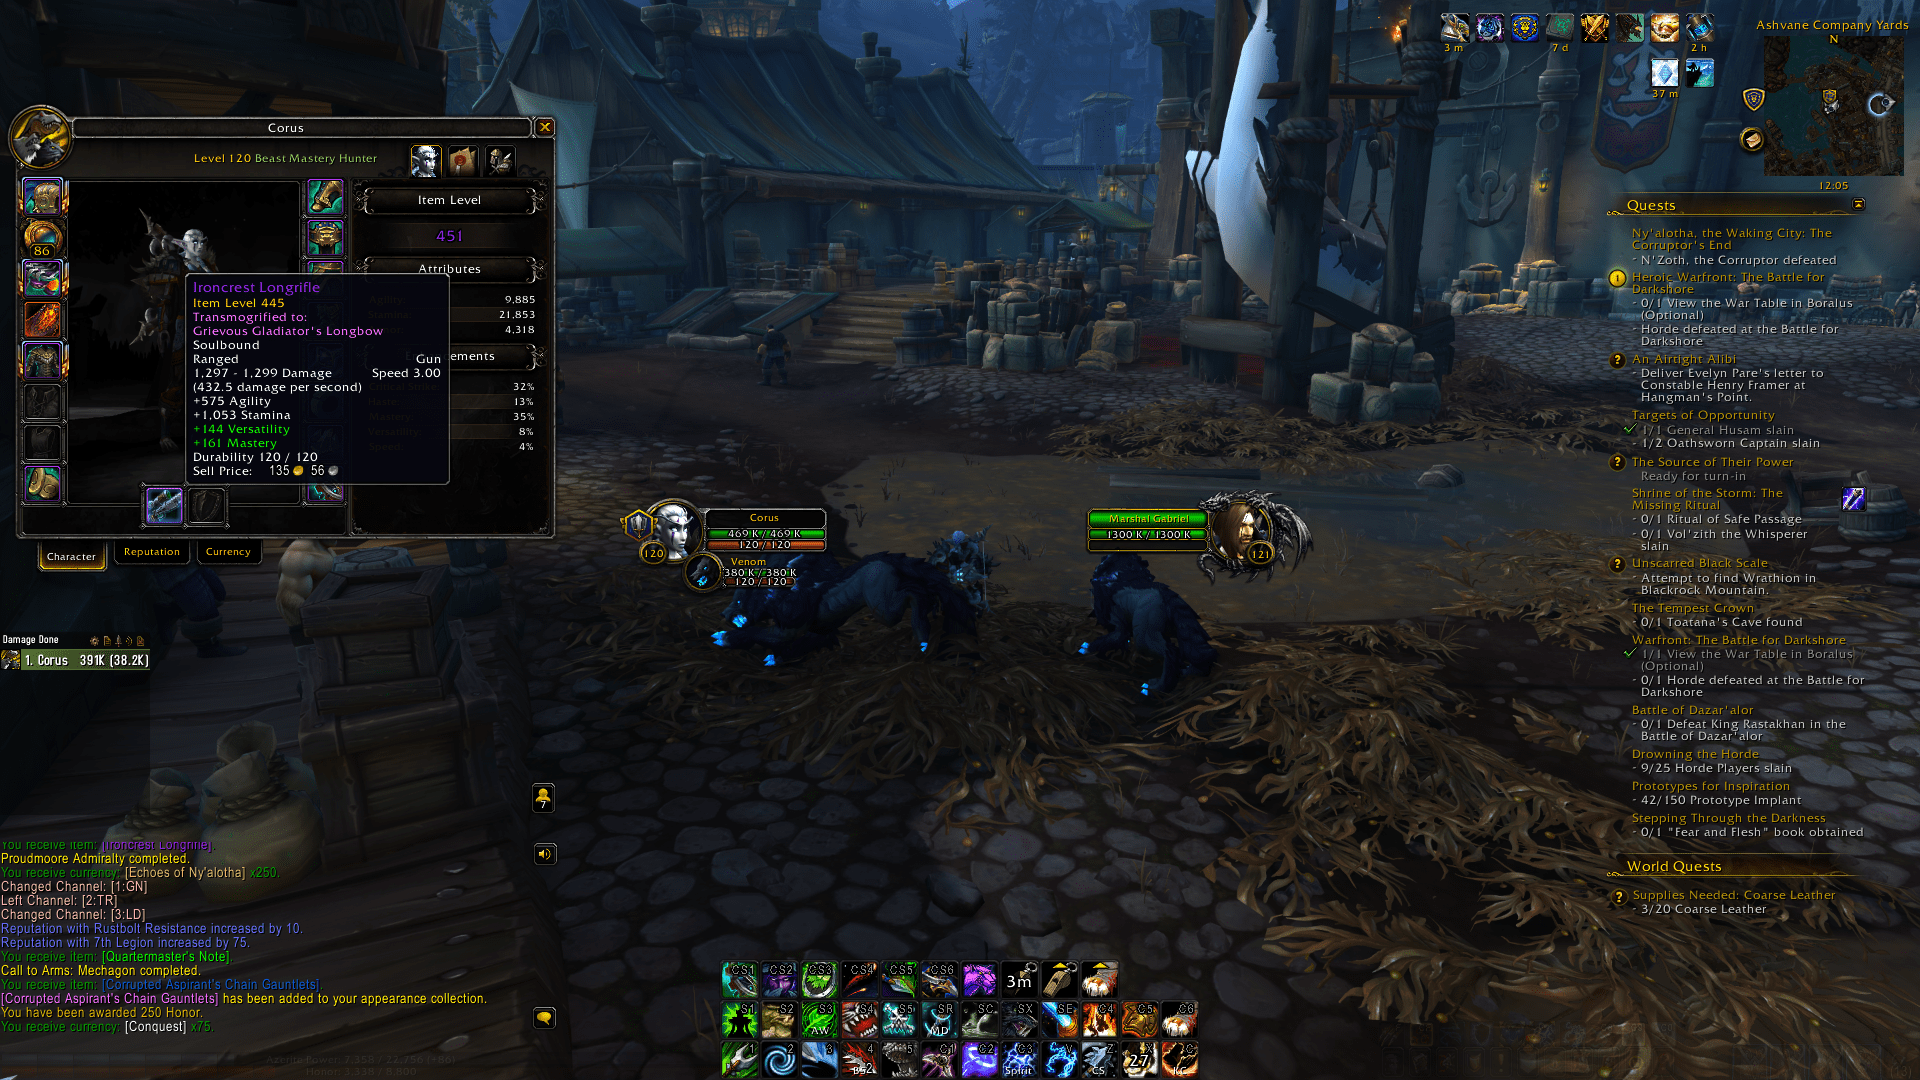 Corus
Level 120 Beast Mastery Hunter
86
Item Level
451
Attributes
9,885
21,853
4,318
ements
32%
13%
35%
8%
4%
Ironcrest Longrifle
Item Level 445
Transmogrified to:
Grievous Gladiator's Longbow
Soulbound
Ranged Gun
1,297 - 1,299 Damage Speed 3.00
(432.5 damage per second)
+575 Agility
+1,053 Stamina
+144 Versatility
+161 Mastery
Durability 120 / 120
Sell Price: 135 56
Character Reputation Currency
Damage Done
1. Corus 391K (38.2K)
You receive item: [Ironcrest Longrifle].
Proudmoore Admiralty completed.
You receive currency: [Echoes of Ny'alotha] x250.
Changed Channel: [1:GN]
Left Channel: [2:TR]
Changed Channel: [3:LD]
Reputation with Rustbolt Resistance increased by 10.
Reputation with 7th Legion increased by 75.
You receive item: [Quartermaster's Note].
Call to Arms: Mechagon completed.
You receive item: [Corrupted Aspirant's Chain Gauntlets].
[Corrupted Aspirant's Chain Gauntlets] has been added to your appearance collection.
You have been awarded 250 Honor.
You receive currency: [Conquest] x75.
Azerite Power: 7,358 / 22,756 (+86)
Honor: 3,338 / 8,800
7
Corus
469 K / 469 K
120 / 120
120
Venom
380 K / 380 K
120 / 120
Marshal Gabriel
1300 K / 1300 K
121
CS1 CS2 CS3 CS4 CS5 CS6 3m
S1 S2 S3 S4 S5 SR SC SX SE C4 C5 C6
AW MD
1 2 3 4 5 C1 C2 C3 V Z X C
BS2 Spirit CS 27 KC
3 m 7 d 2 h
37 m
Ashvane Company Yards
N
12:05
Quests
Ny'alotha, the Waking City: The
Corruptor's End
- N'Zoth, the Corruptor defeated
Heroic Warfront: The Battle for
Darkshore
- 0/1 View the War Table in Boralus
(Optional)
- Horde defeated at the Battle for
Darkshore
An Airtight Alibi
- Deliver Evelyn Pare's letter to
Constable Henry Framer at
Hangman's Point.
Targets of Opportunity
1/1 General Husam slain
- 1/2 Oathsworn Captain slain
The Source of Their Power
Ready for turn-in
Shrine of the Storm: The
Missing Ritual
- 0/1 Ritual of Safe Passage
- 0/1 Vol'zith the Whisperer
slain
Unscarred Black Scale
- Attempt to find Wrathion in
Blackrock Mountain.
The Tempest Crown
- 0/1 Toatana's Cave found
Warfront: The Battle for Darkshore
1/1 View the War Table in Boralus
(Optional)
- 0/1 Horde defeated at the Battle for
Darkshore
Battle of Dazar'alor
- 0/1 Defeat King Rastakhan in the
Battle of Dazar'alor
Drowning the Horde
- 9/25 Horde Players slain
Prototypes for Inspiration
- 42/150 Prototype Implant
Stepping Through the Darkness
- 0/1 "Fear and Flesh" book obtained
World Quests
Supplies Needed: Coarse Leather
- 3/20 Coarse Leather